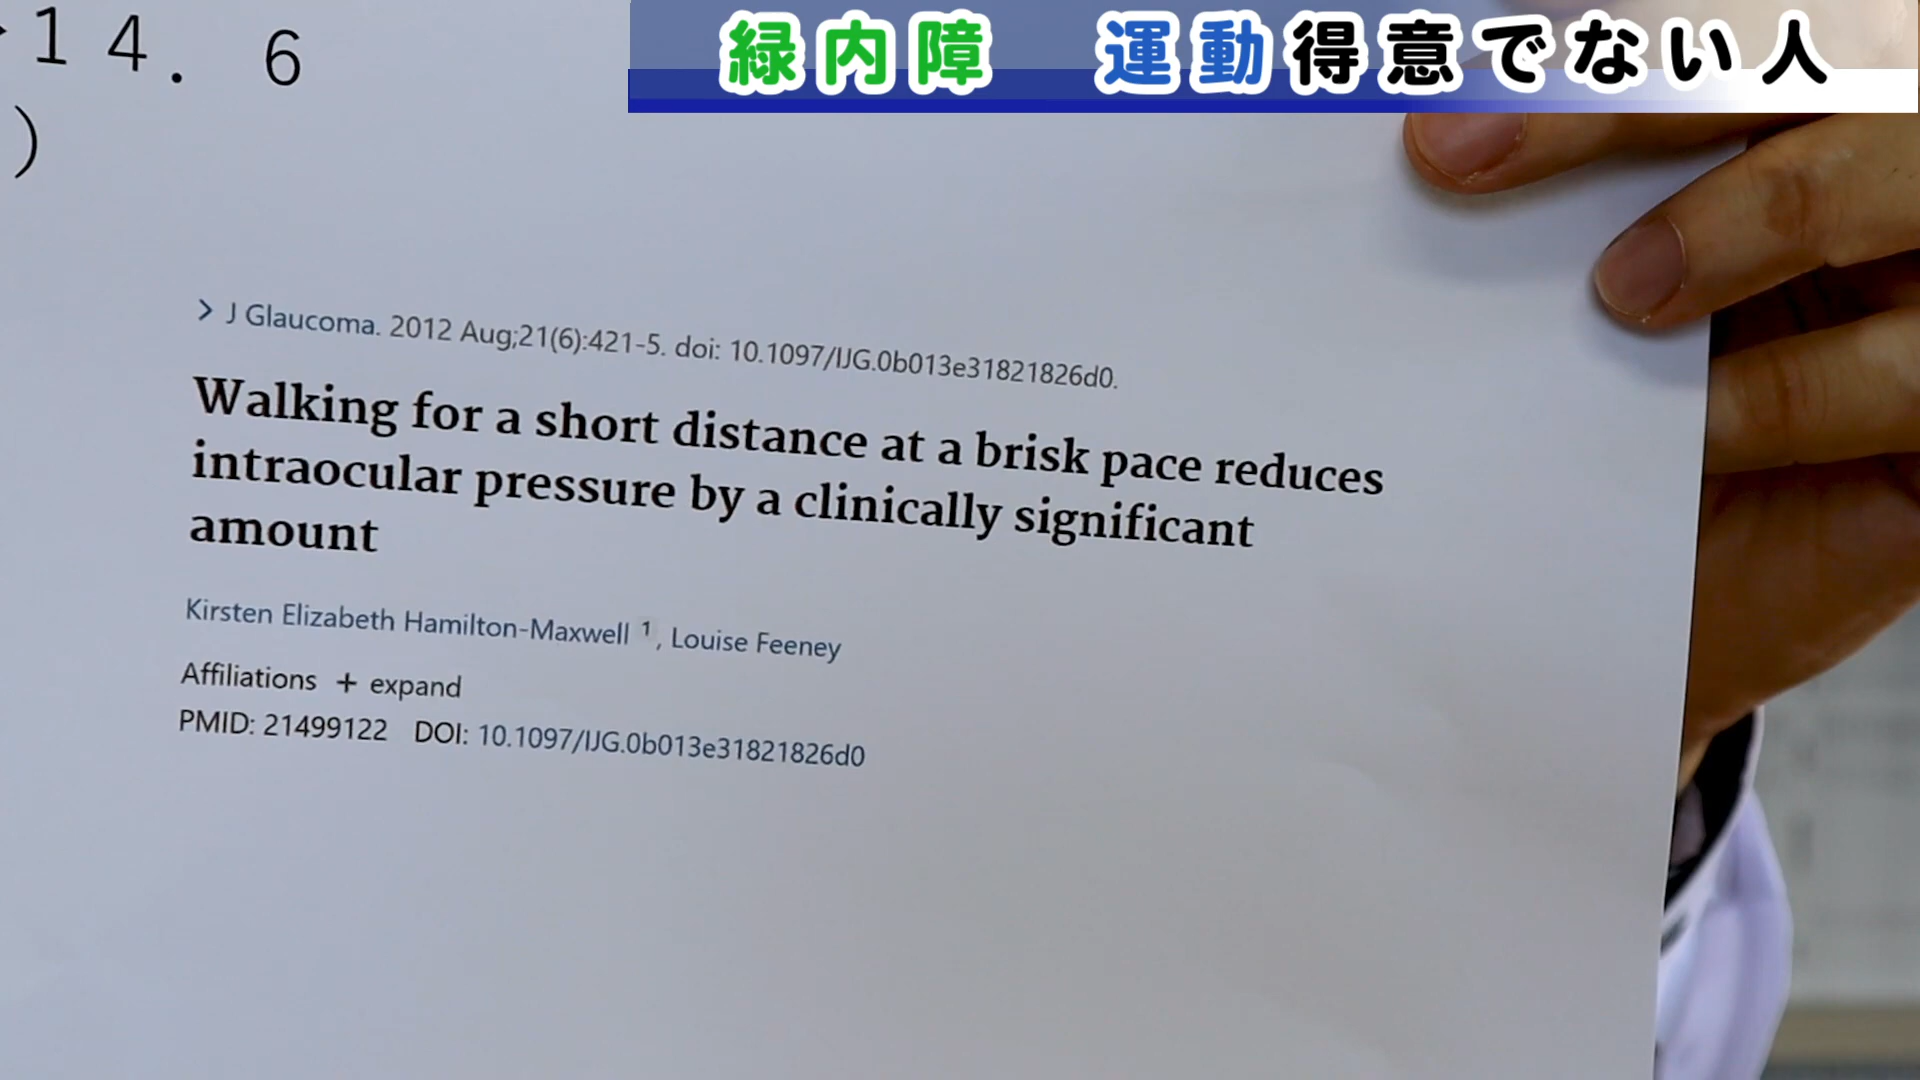 緑内障 運動得意でない人
14.6
)
> J Glaucoma. 2012 Aug;21(6):421-5. doi: 10.1097/IJG.0b013e31821826d0.
Walking for a short distance at a brisk pace reduces
intraocular pressure by a clinically significant
amount
Kirsten Elizabeth Hamilton-Maxwell 1, Louise Feeney
Affiliations + expand
PMID: 21499122 DOI: 10.1097/IJG.0b013e31821826d0